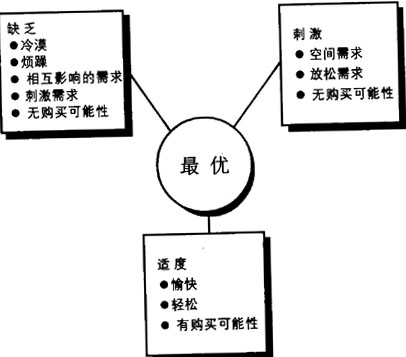 缺乏
●冷漠
●烦躁
●相互影响的需求
●刺激需求
●无购买可能性
刺激
●空间需求
●放松需求
●无购买可能性
最优
适度
●愉快
●轻松
●有购买可能性